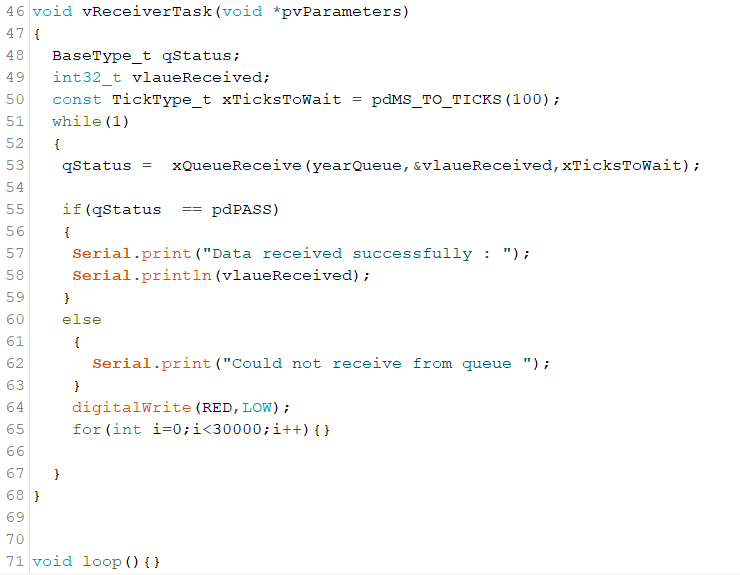 46 void vReceiverTask(void *pvParameters)
47 {
48   BaseType_t qStatus;
49   int32_t vlaueReceived;
50   const TickType_t xTicksToWait = pdMS_TO_TICKS(100);
51   while(1)
52   {
53    qStatus =  xQueueReceive(yearQueue,&vlaueReceived,xTicksToWait);
54
55    if(qStatus  == pdPASS)
56    {
57     Serial.print("Data received successfully : ");
58     Serial.println(vlaueReceived);
59    }
60    else
61     {
62       Serial.print("Could not receive from queue ");
63     }
64     digitalWrite(RED,LOW);
65     for(int i=0;i<30000;i++){}
66
67   }
68 }
69
70
71 void loop(){}